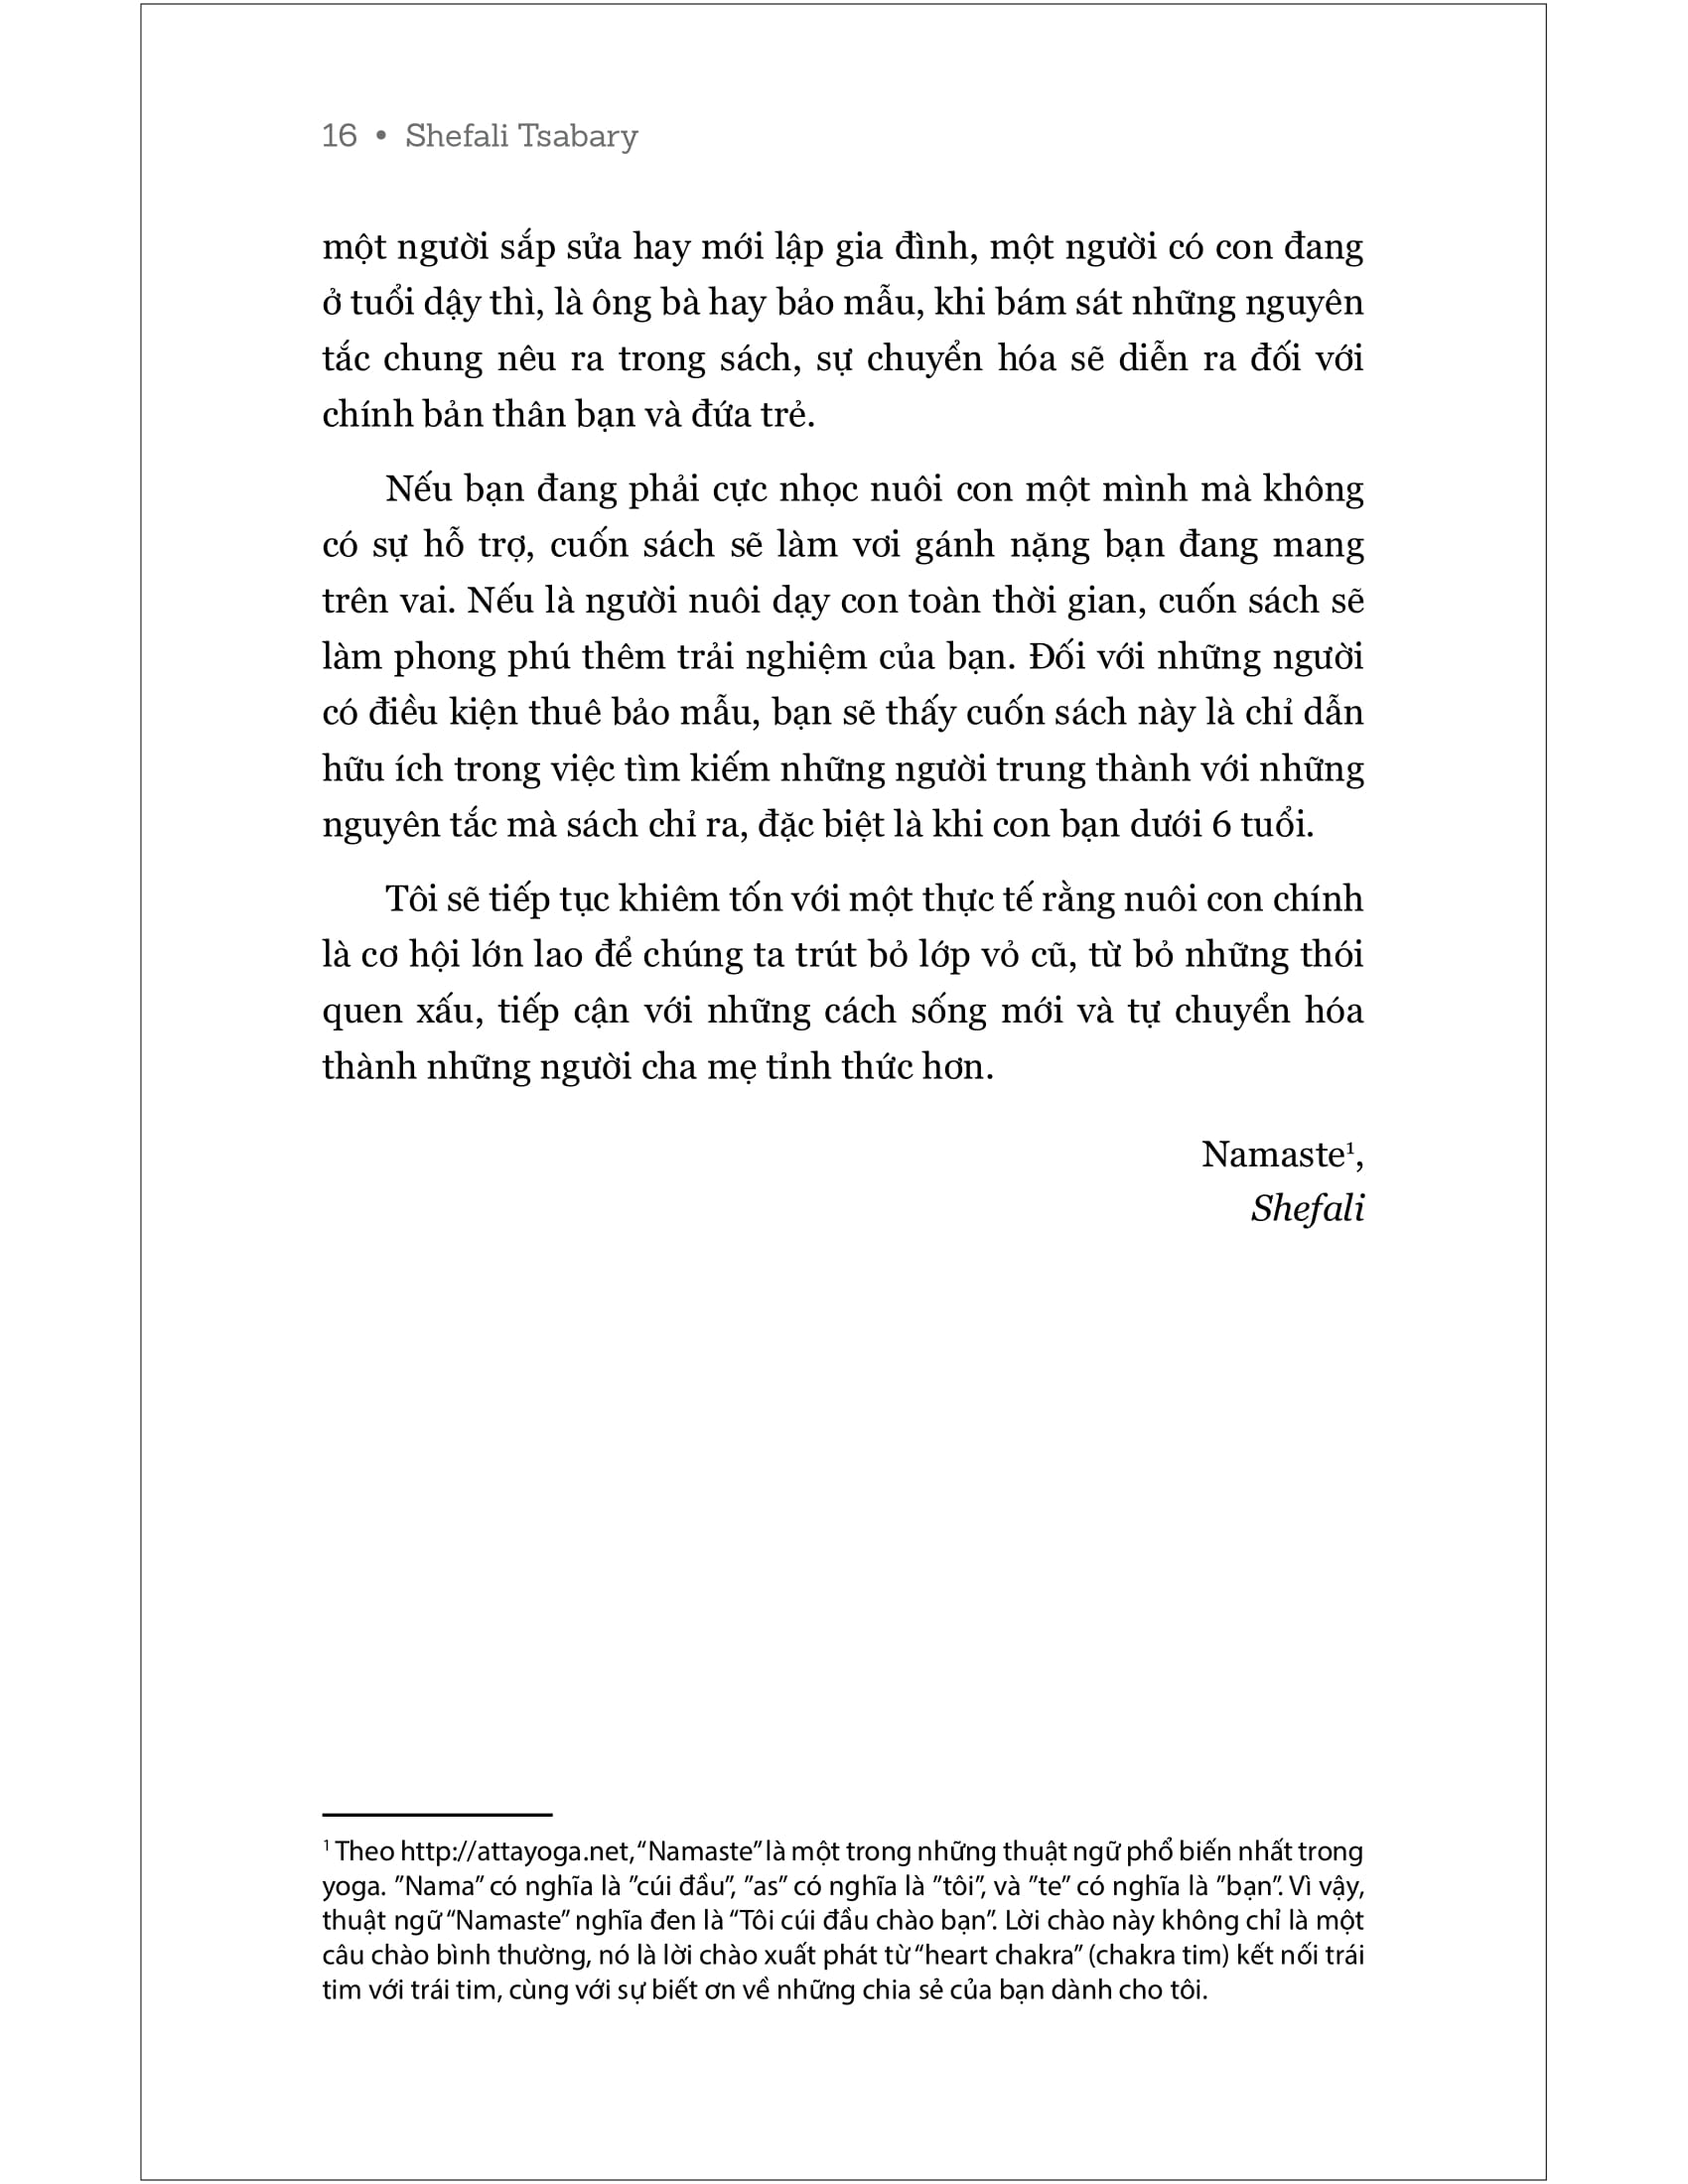 16 • Shefali Tsabary
một người sắp sửa hay mới lập gia đình, một người có con đang
ở tuổi dậy thì, là ông bà hay bảo mẫu, khi bám sát những nguyên
tắc chung nêu ra trong sách, sự chuyển hóa sẽ diễn ra đối với
chính bản thân bạn và đứa trẻ.
Nếu bạn đang phải cực nhọc nuôi con một mình mà không
có sự hỗ trợ, cuốn sách sẽ làm vơi gánh nặng bạn đang mang
trên vai. Nếu là người nuôi dạy con toàn thời gian, cuốn sách sẽ
làm phong phú thêm trải nghiệm của bạn. Đối với những người
có điều kiện thuê bảo mẫu, bạn sẽ thấy cuốn sách này là chỉ dẫn
hữu ích trong việc tìm kiếm những người trung thành với những
nguyên tắc mà sách chỉ ra, đặc biệt là khi con bạn dưới 6 tuổi.
Tôi sẽ tiếp tục khiêm tốn với một thực tế rằng nuôi con chính
là cơ hội lớn lao để chúng ta trút bỏ lớp vỏ cũ, từ bỏ những thói
quen xấu, tiếp cận với những cách sống mới và tự chuyển hóa
thành những người cha mẹ tỉnh thức hơn.
Namaste¹,
Shefali
¹ Theo http://attayoga.net, “Namaste” là một trong những thuật ngữ phổ biến nhất trong
yoga. ”Nama” có nghĩa là ”cúi đầu”, ”as” có nghĩa là ”tôi”, và ”te” có nghĩa là ”bạn”. Vì vậy,
thuật ngữ “Namaste” nghĩa đen là “Tôi cúi đầu chào bạn”. Lời chào này không chỉ là một
câu chào bình thường, nó là lời chào xuất phát từ “heart chakra” (chakra tim) kết nối trái
tim với trái tim, cùng với sự biết ơn về những chia sẻ của bạn dành cho tôi.